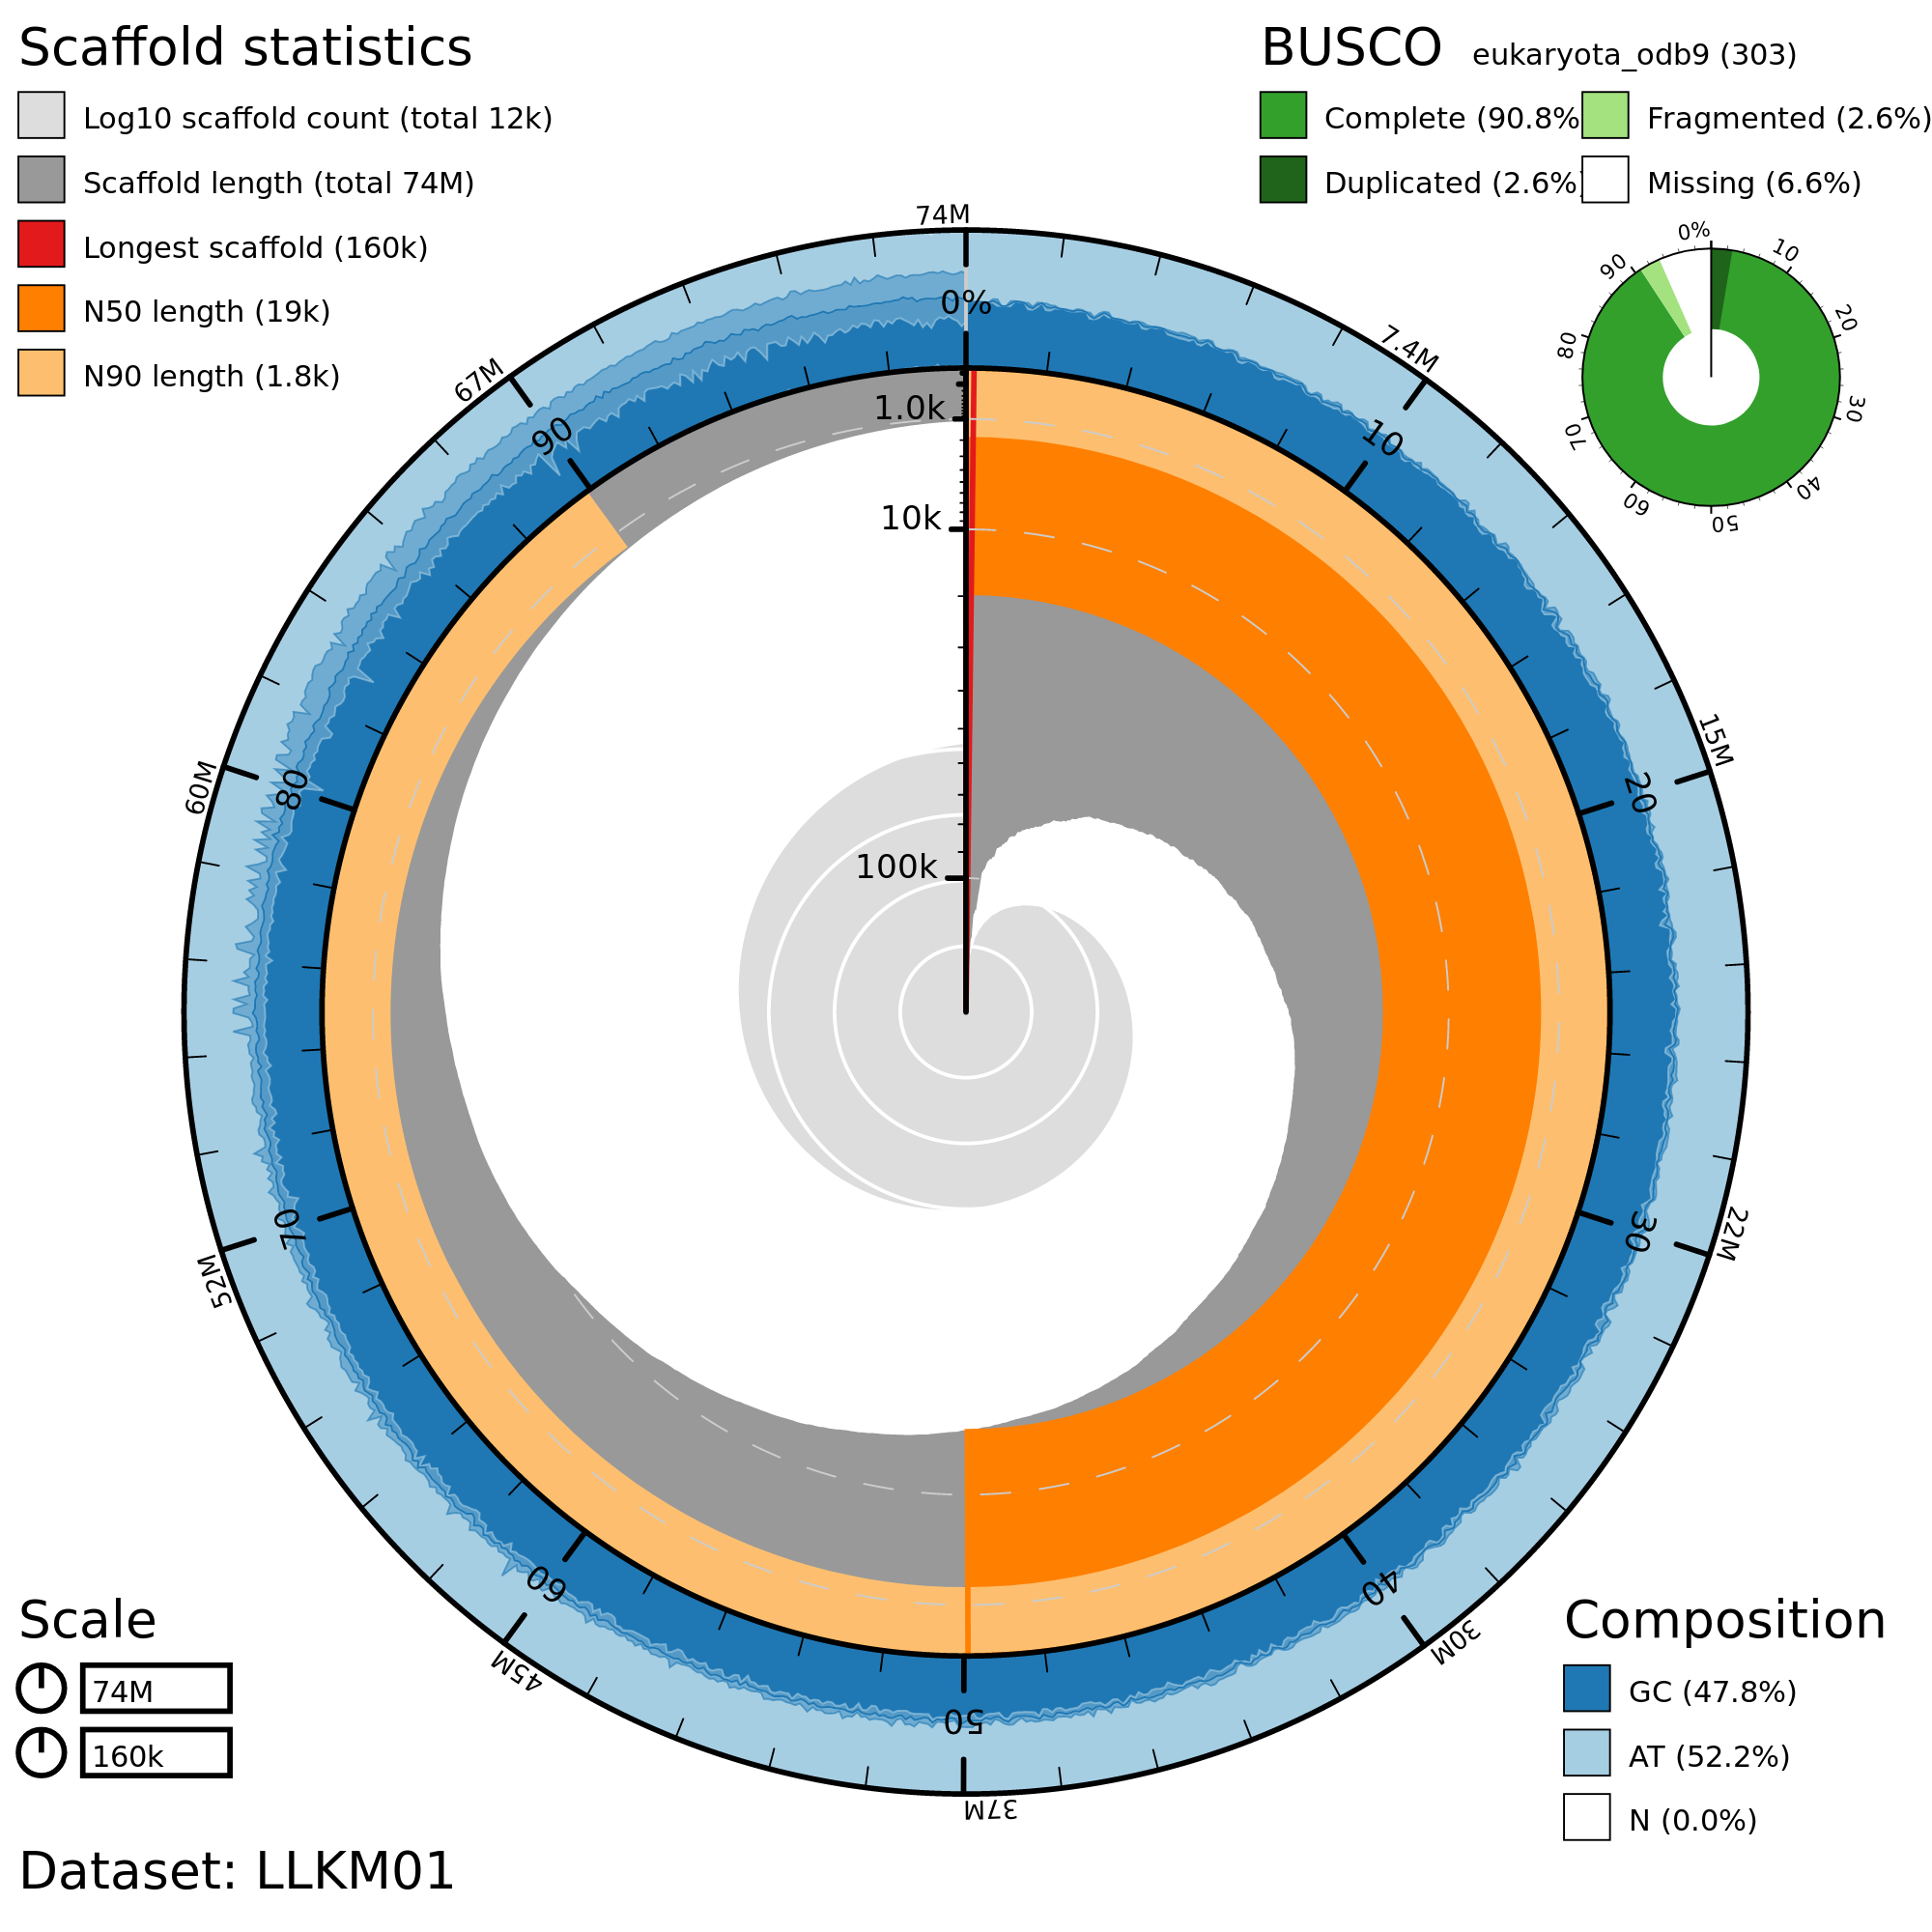 Scaffold statistics
Log10 scaffold count (total 12k)
Scaffold length (total 74M)
Longest scaffold (160k)
N50 length (19k)
N90 length (1.8k)
BUSCO eukaryota_odb9 (303)
Complete (90.8%
Fragmented (2.6%)
Duplicated (2.6%)
Missing (6.6%)
0%
10
20
30
40
50
60
70
80
90
74M
7.4M
15M
22M
30M
37M
45M
52M
60M
67M
0%
10
20
30
40
50
60
70
80
90
1.0k
10k
100k
Scale
74M
160k
Composition
GC (47.8%)
AT (52.2%)
N (0.0%)
Dataset: LLKM01